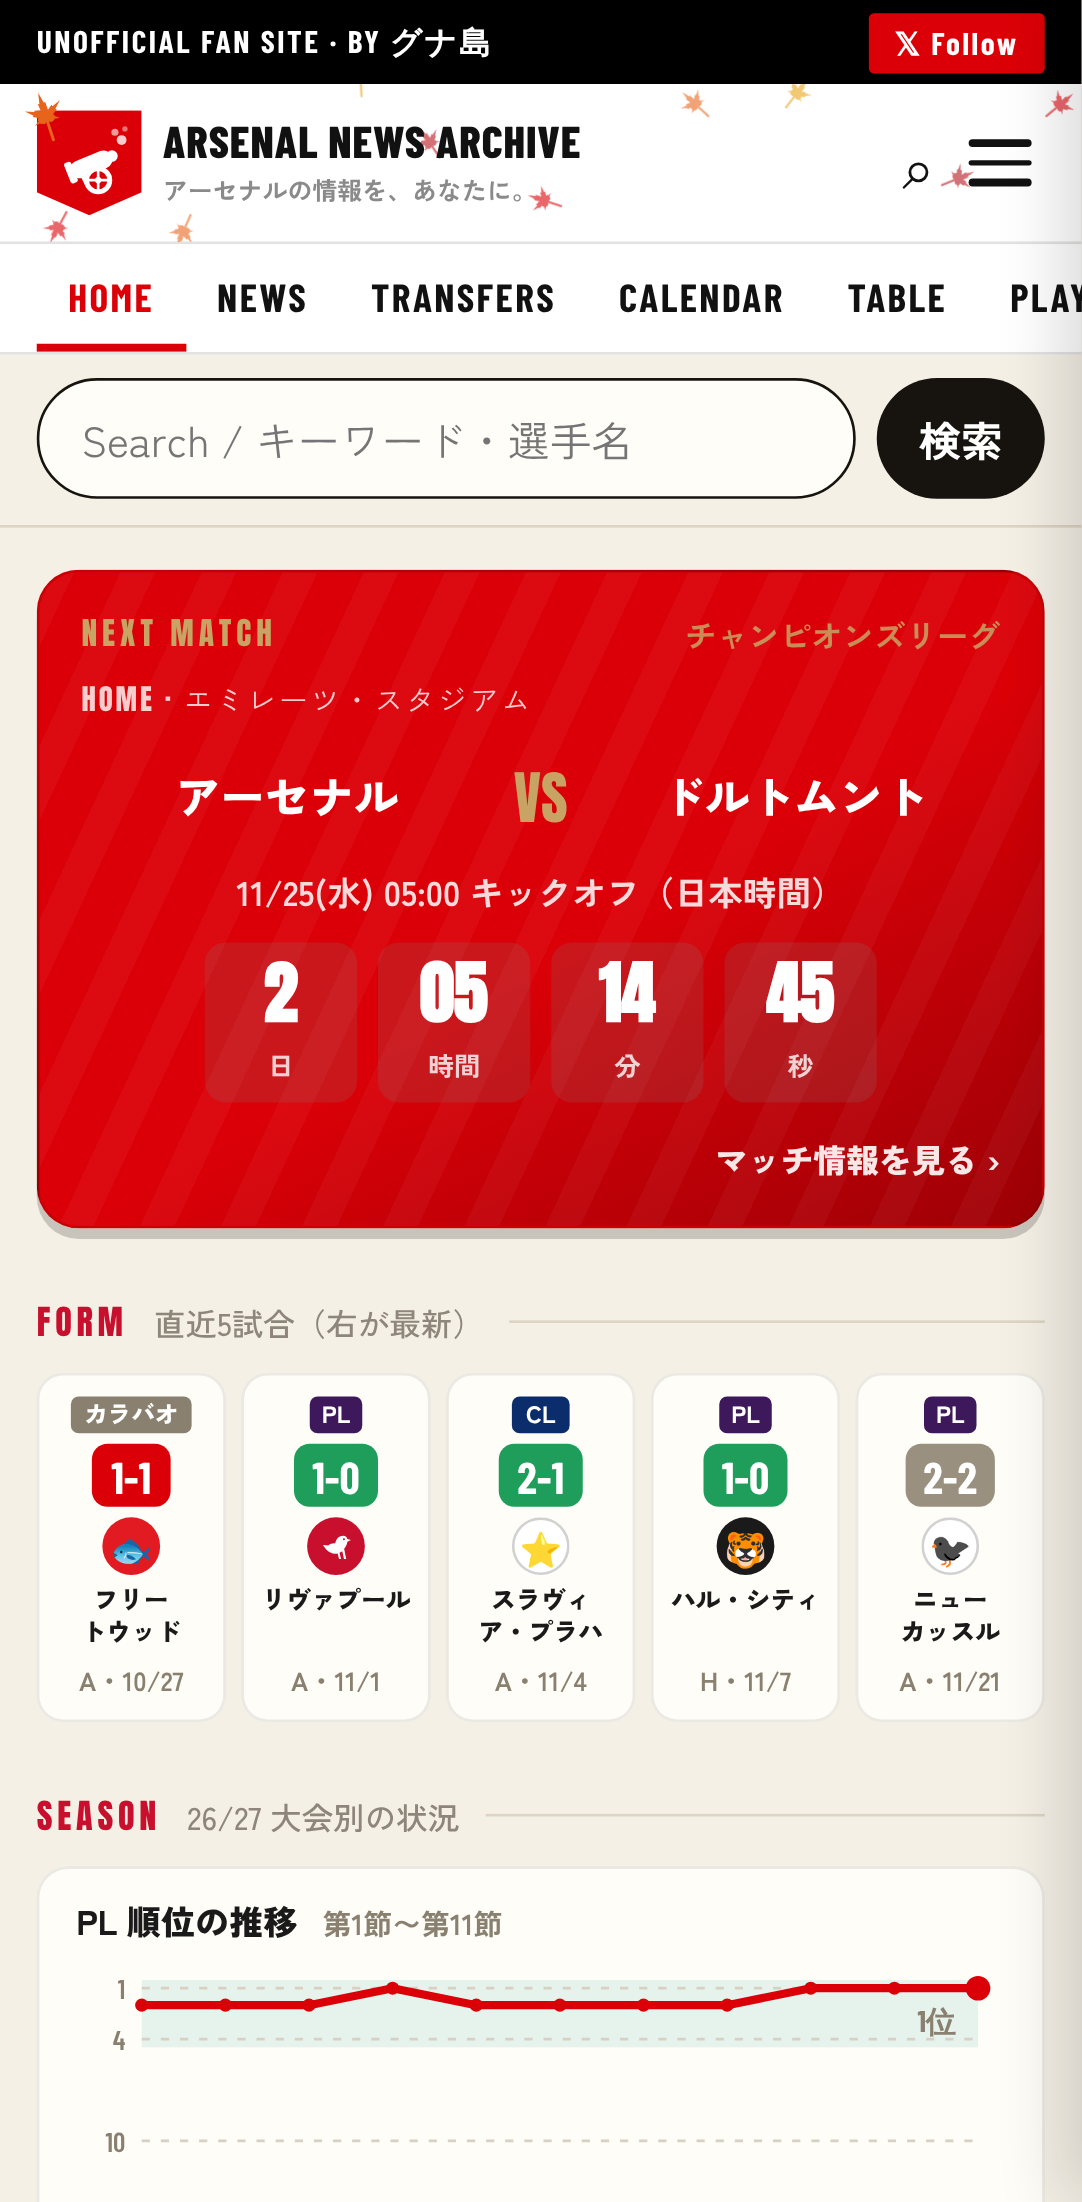 UNOFFICIAL FAN SITE · BY グナ島
𝕏 Follow
ARSENAL NEWS ARCHIVE
アーセナルの情報を、あなたに。
HOME NEWS TRANSFERS CALENDAR TABLE PLAY
Search / キーワード・選手名
検索
NEXT MATCH
チャンピオンズリーグ
HOME · エミレーツ・スタジアム
アーセナル VS ドルトムント
11/25(水) 05:00 キックオフ（日本時間）
2 05 14 45
日 時間 分 秒
マッチ情報を見る ›
FORM 直近5試合（右が最新）
カラバオ PL CL PL PL
1-1 1-0 2-1 1-0 2-2
フリー リヴァプール スラヴィ ハル・シティ ニュー
トウッド ア・プラハ カッスル
A・10/27 A・11/1 A・11/4 H・11/7 A・11/21
SEASON 26/27 大会別の状況
PL 順位の推移 第1節〜第11節
1
1位
4
10